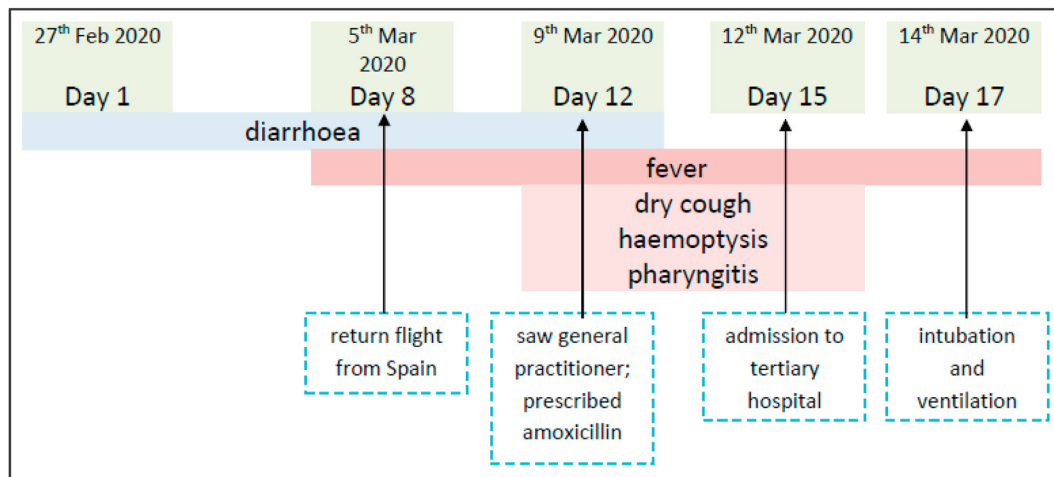 27th Feb 2020
5th Mar
2020
9th Mar 2020
12th Mar 2020
14th Mar 2020
Day 1
Day 8
Day 12
Day 15
Day 17
diarrhoea
fever
dry cough
haemoptysis
pharyngitis
return flight
from Spain
saw general
practitioner;
prescribed
amoxicillin
admission to
tertiary
hospital
intubation
and
ventilation